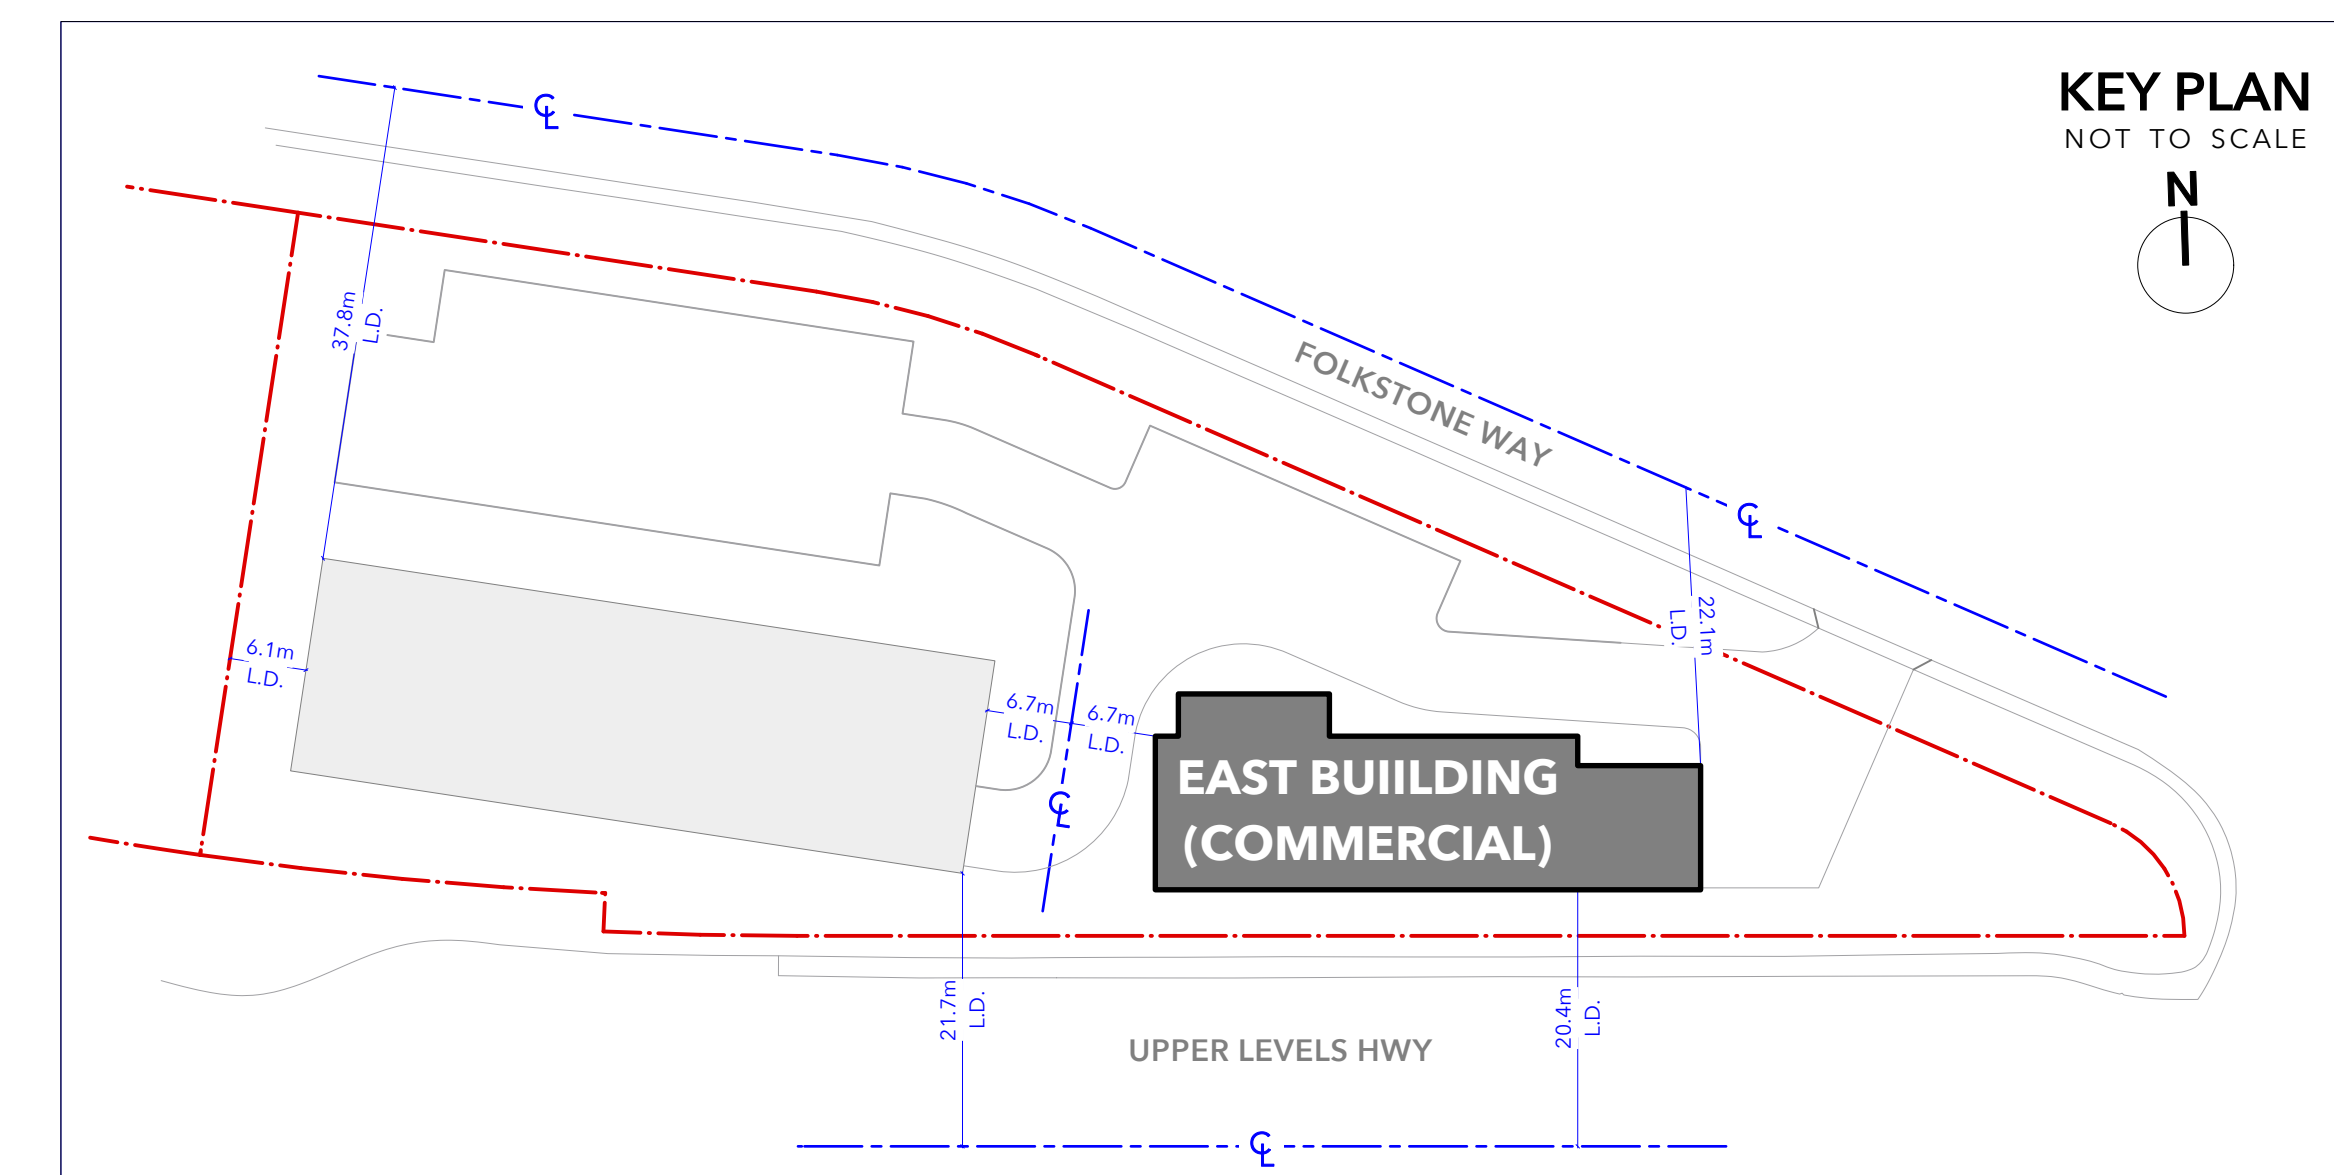 KEY PLAN
NOT TO SCALE
N
℄
37.8m
L.D.
FOLKSTONE WAY
℄
22.1m
L.D.
6.1m
L.D.
6.7m
L.D.
6.7m
L.D.
℄
EAST BUIILDING
(COMMERCIAL)
21.7m
L.D.
20.4m
L.D.
UPPER LEVELS HWY
℄